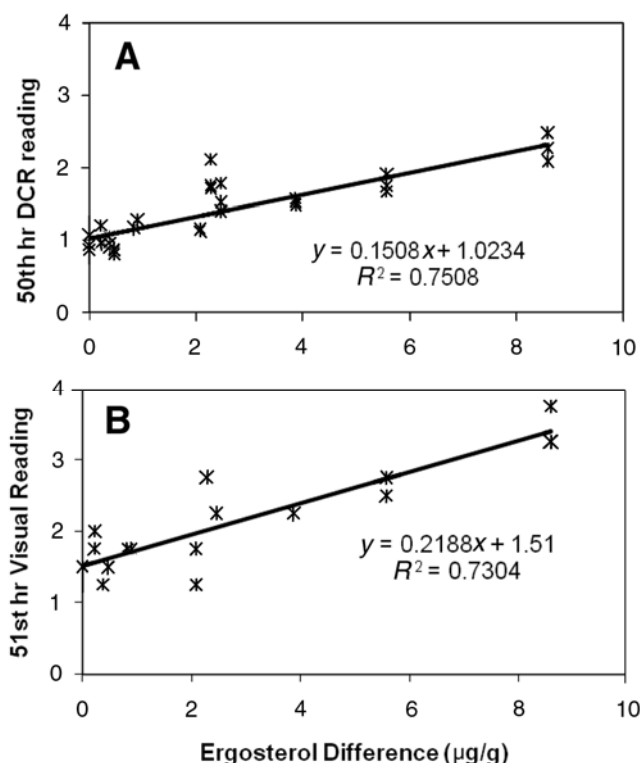 A
50th hr DCR reading
4
3
2
1
0
y = 0.1508x + 1.0234
R² = 0.7508
0 2 4 6 8 10
B
51st hr Visual Reading
4
3
2
1
0
y = 0.2188x + 1.51
R² = 0.7304
0 2 4 6 8 10
Ergosterol Difference (µg/g)